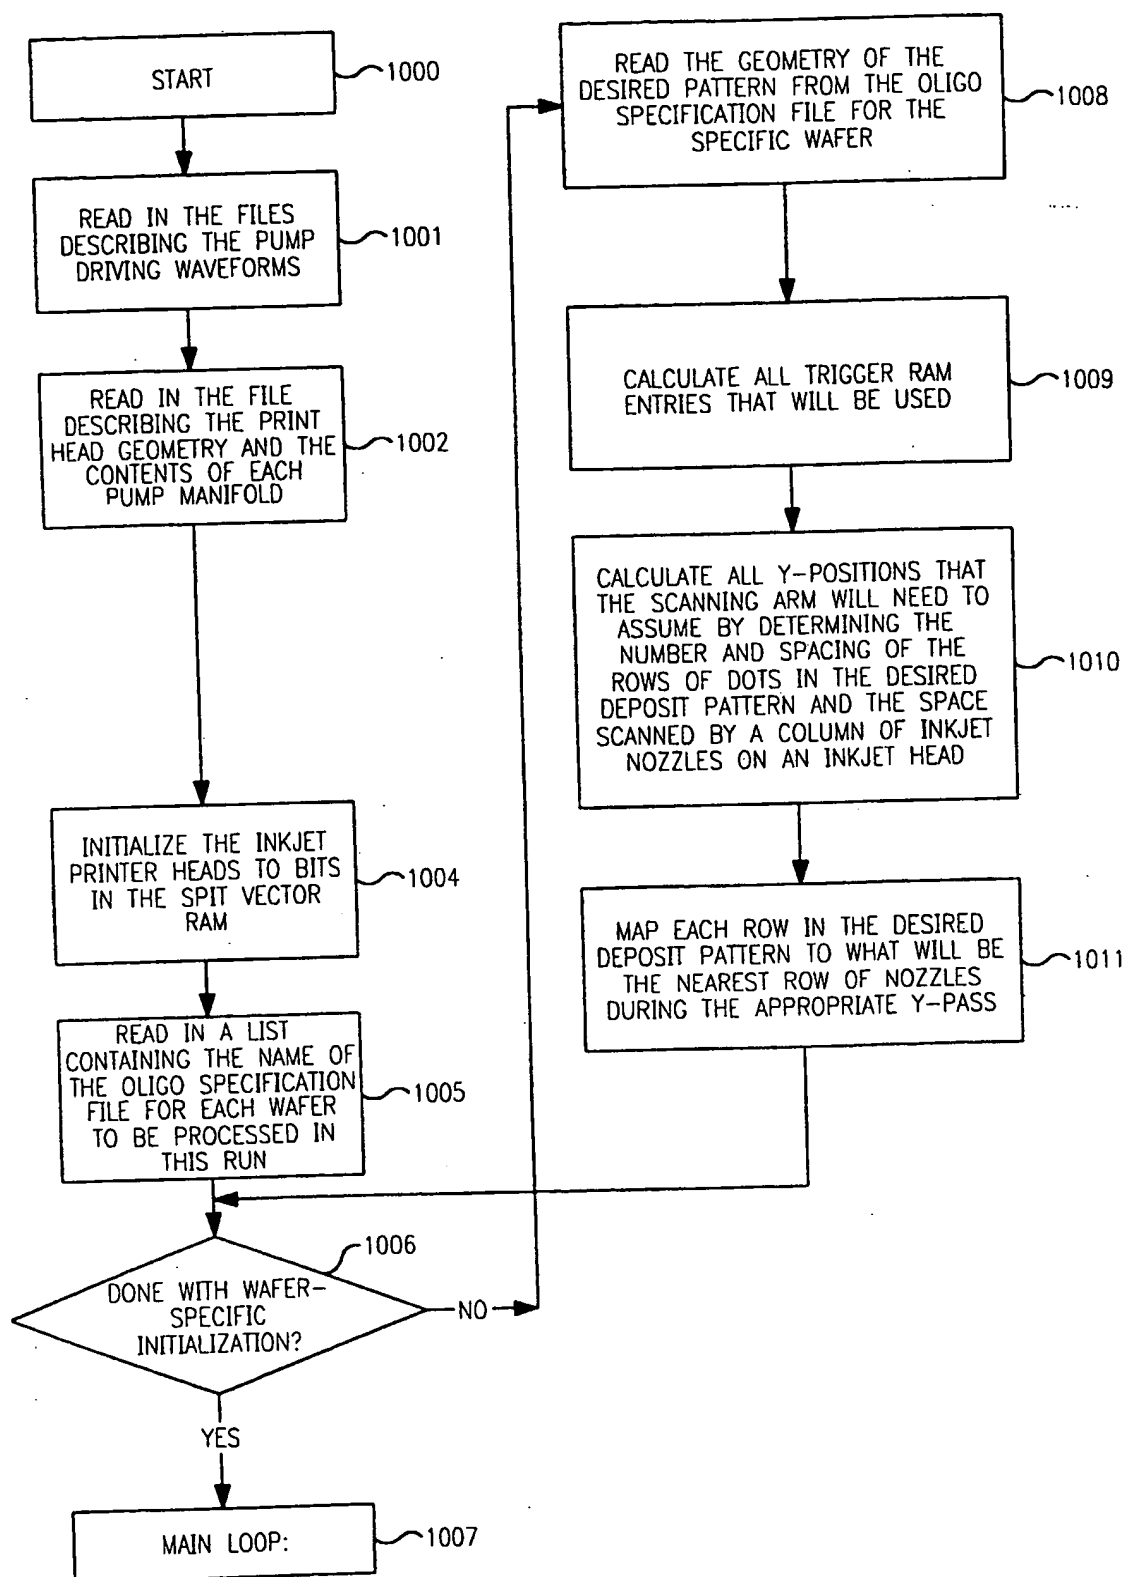 START
1000
READ IN THE FILES
DESCRIBING THE PUMP
DRIVING WAVEFORMS
1001
READ IN THE FILE
DESCRIBING THE PRINT
HEAD GEOMETRY AND THE
CONTENTS OF EACH
PUMP MANIFOLD
1002
INITIALIZE THE INKJET
PRINTER HEADS TO BITS
IN THE SPIT VECTOR
RAM
1004
READ IN A LIST
CONTAINING THE NAME OF
THE OLIGO SPECIFICATION
FILE FOR EACH WAFER
TO BE PROCESSED IN
THIS RUN
1005
1006
DONE WITH WAFER-
SPECIFIC
INITIALIZATION?
NO
YES
MAIN LOOP:
1007
READ THE GEOMETRY OF THE
DESIRED PATTERN FROM THE OLIGO
SPECIFICATION FILE FOR THE
SPECIFIC WAFER
1008
CALCULATE ALL TRIGGER RAM
ENTRIES THAT WILL BE USED
1009
CALCULATE ALL Y-POSITIONS THAT
THE SCANNING ARM WILL NEED TO
ASSUME BY DETERMINING THE
NUMBER AND SPACING OF THE
ROWS OF DOTS IN THE DESIRED
DEPOSIT PATTERN AND THE SPACE
SCANNED BY A COLUMN OF INKJET
NOZZLES ON AN INKJET HEAD
1010
MAP EACH ROW IN THE DESIRED
DEPOSIT PATTERN TO WHAT WILL BE
THE NEAREST ROW OF NOZZLES
DURING THE APPROPRIATE Y-PASS
1011